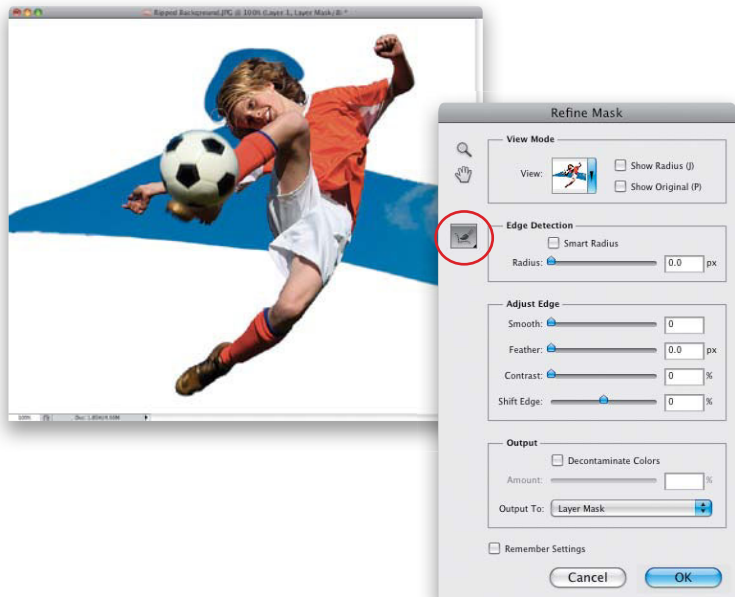 Ripped Background.JPG @ 100% (Layer 1, Layer Mask/8) *
Refine Mask
View Mode
View:
Show Radius (J)
Show Original (P)
Edge Detection
Smart Radius
Radius: 0.0 px
Adjust Edge
Smooth: 0
Feather: 0.0 px
Contrast: 0 %
Shift Edge: 0 %
Output
Decontaminate Colors
Amount: %
Output To: Layer Mask
Remember Settings
Cancel OK
100%